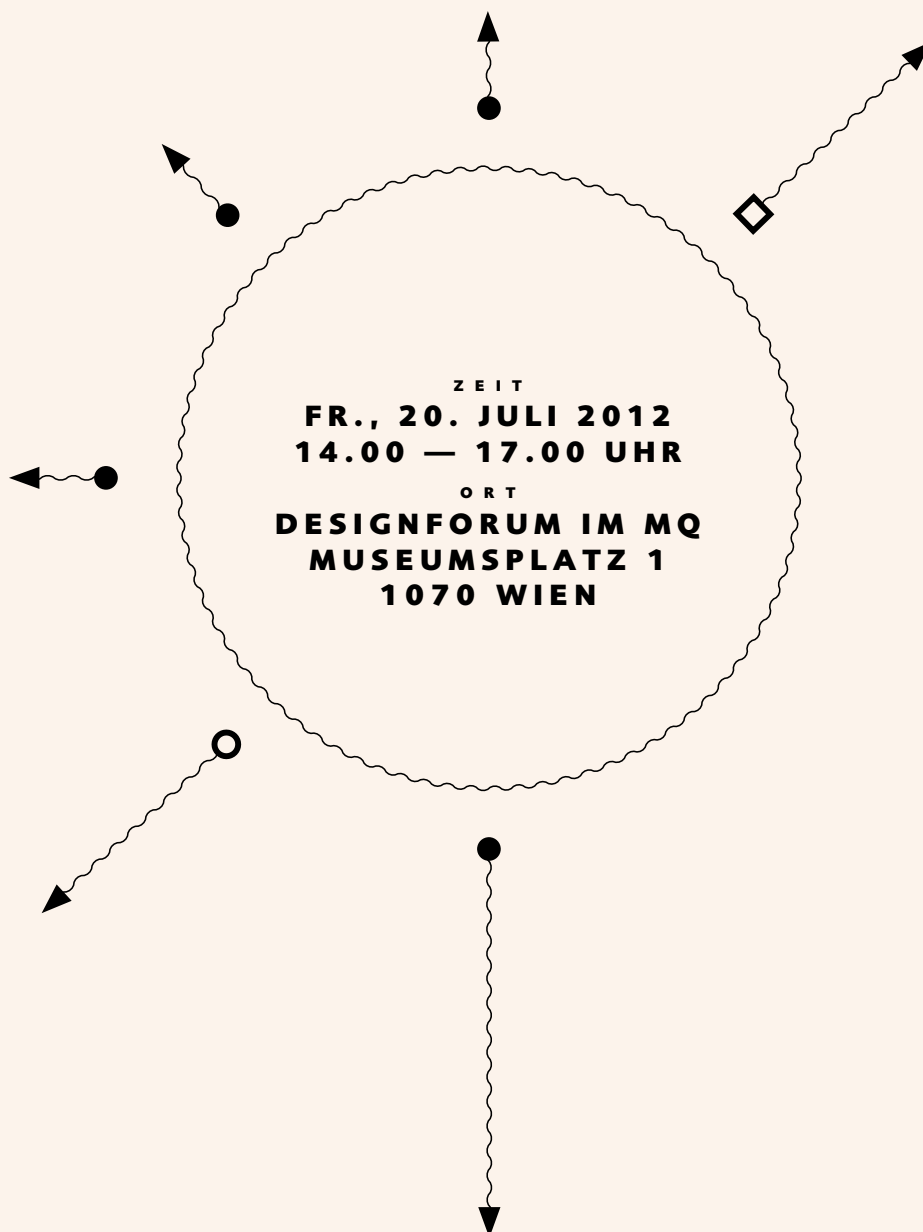 ZEIT
FR., 20. JULI 2012
14.00 — 17.00 UHR
ORT
DESIGNFORUM IM MQ
MUSEUMSPLATZ 1
1070 WIEN